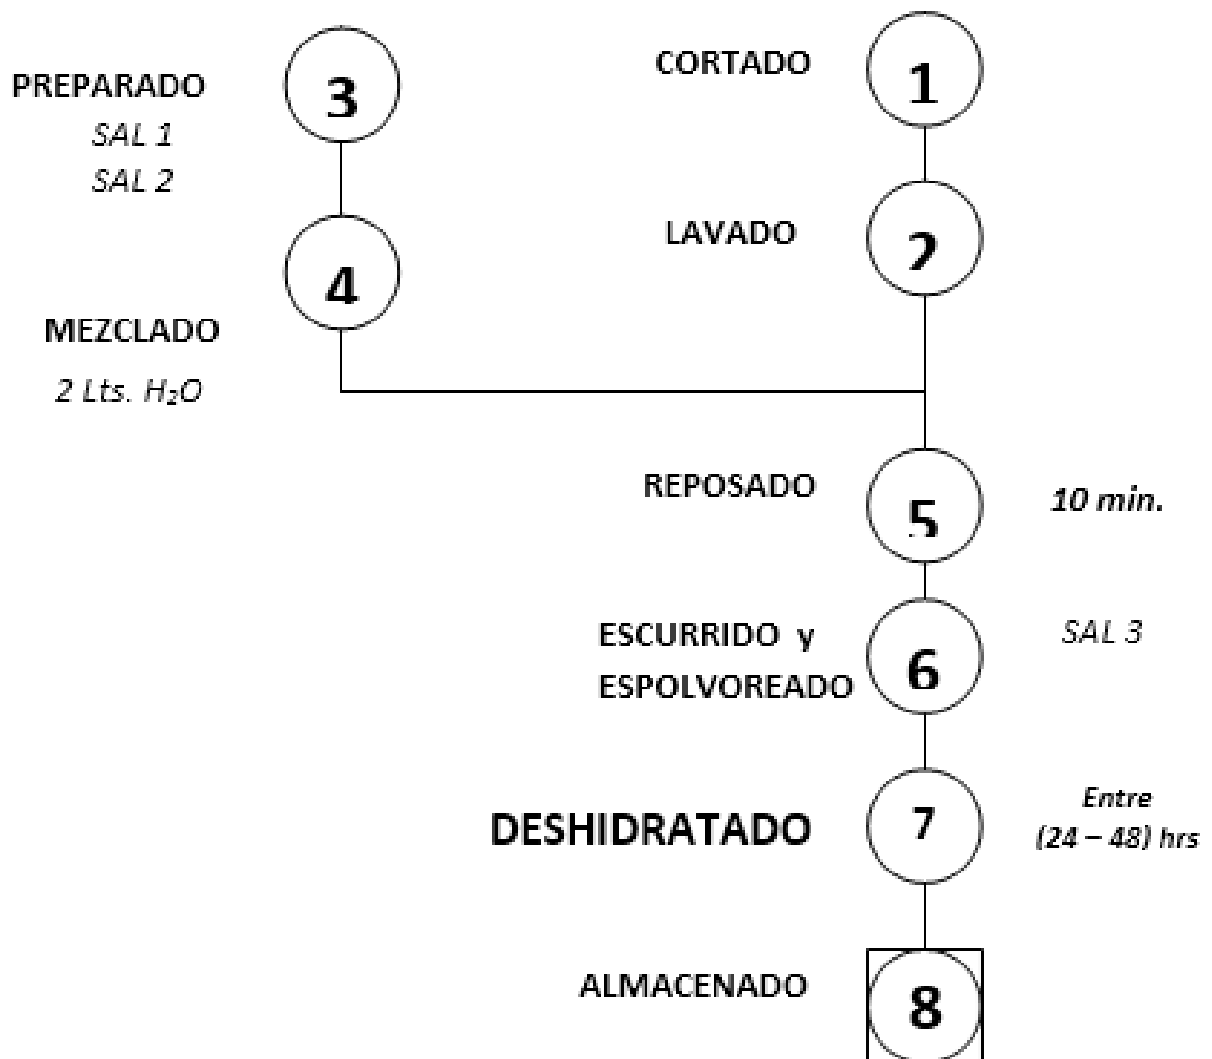 CORTADO
1
PREPARADO
3
SAL 1
SAL 2
LAVADO
2
4
MEZCLADO
2 Lts. H₂O
REPOSADO
5
10 min.
ESCURRIDO y
ESPOLVOREADO
6
SAL 3
DESHIDRATADO
7
Entre
(24 – 48) hrs
ALMACENADO
8